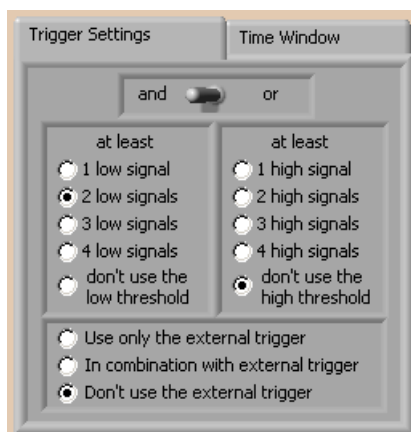 Trigger Settings
Time Window
and
or
at least
1 low signal
2 low signals
3 low signals
4 low signals
don't use the
low threshold
at least
1 high signal
2 high signals
3 high signals
4 high signals
don't use the
high threshold
Use only the external trigger
In combination with external trigger
Don't use the external trigger